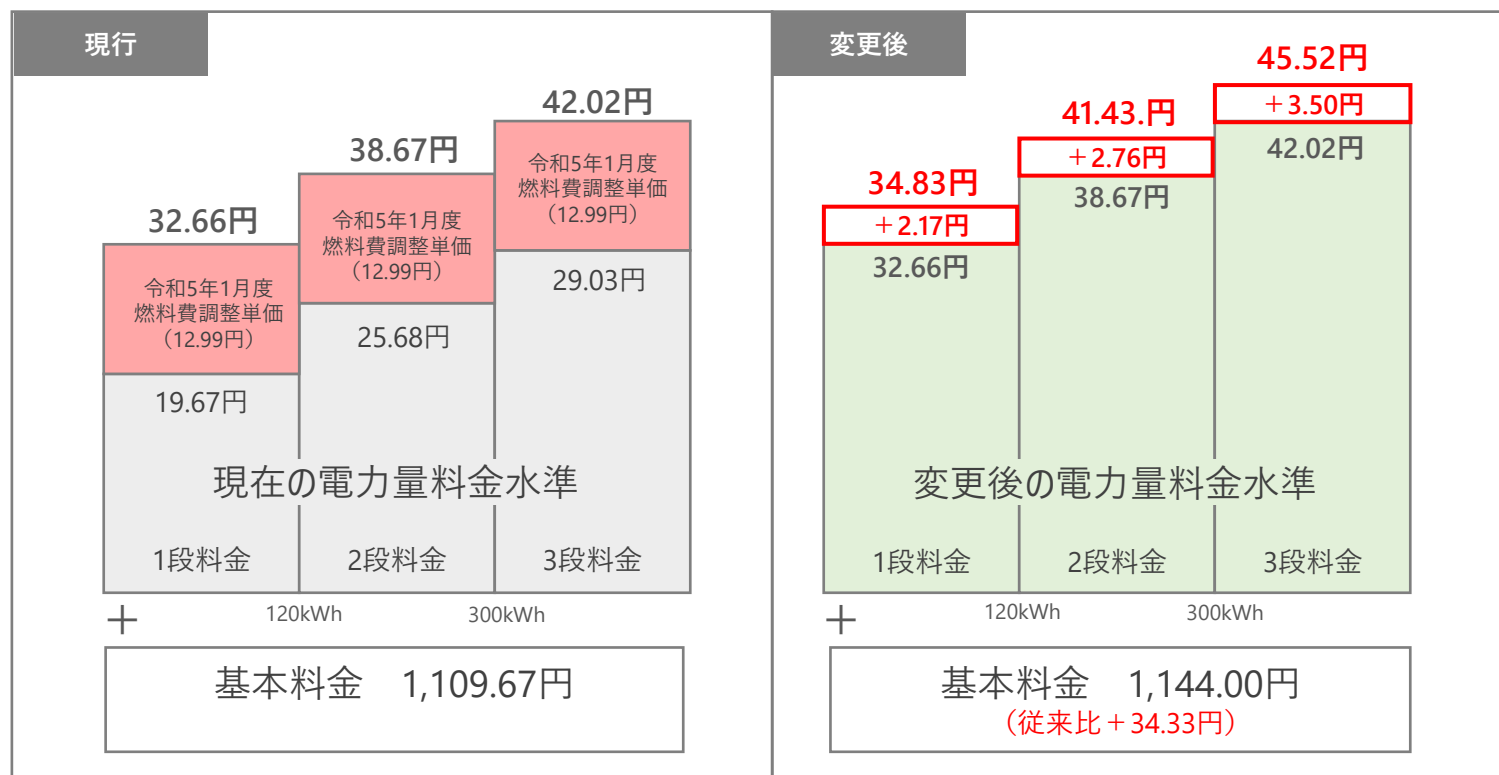 現行
32.66円
令和5年1月度
燃料費調整単価
（12.99円）
19.67円
38.67円
令和5年1月度
燃料費調整単価
（12.99円）
25.68円
42.02円
令和5年1月度
燃料費調整単価
（12.99円）
29.03円
現在の電力量料金水準
1段料金
2段料金
3段料金
＋
120kWh
300kWh
基本料金　1,109.67円
変更後
34.83円
＋2.17円
32.66円
41.43.円
＋2.76円
38.67円
45.52円
＋3.50円
42.02円
変更後の電力量料金水準
1段料金
2段料金
3段料金
＋
120kWh
300kWh
基本料金　1,144.00円
（従来比＋34.33円）